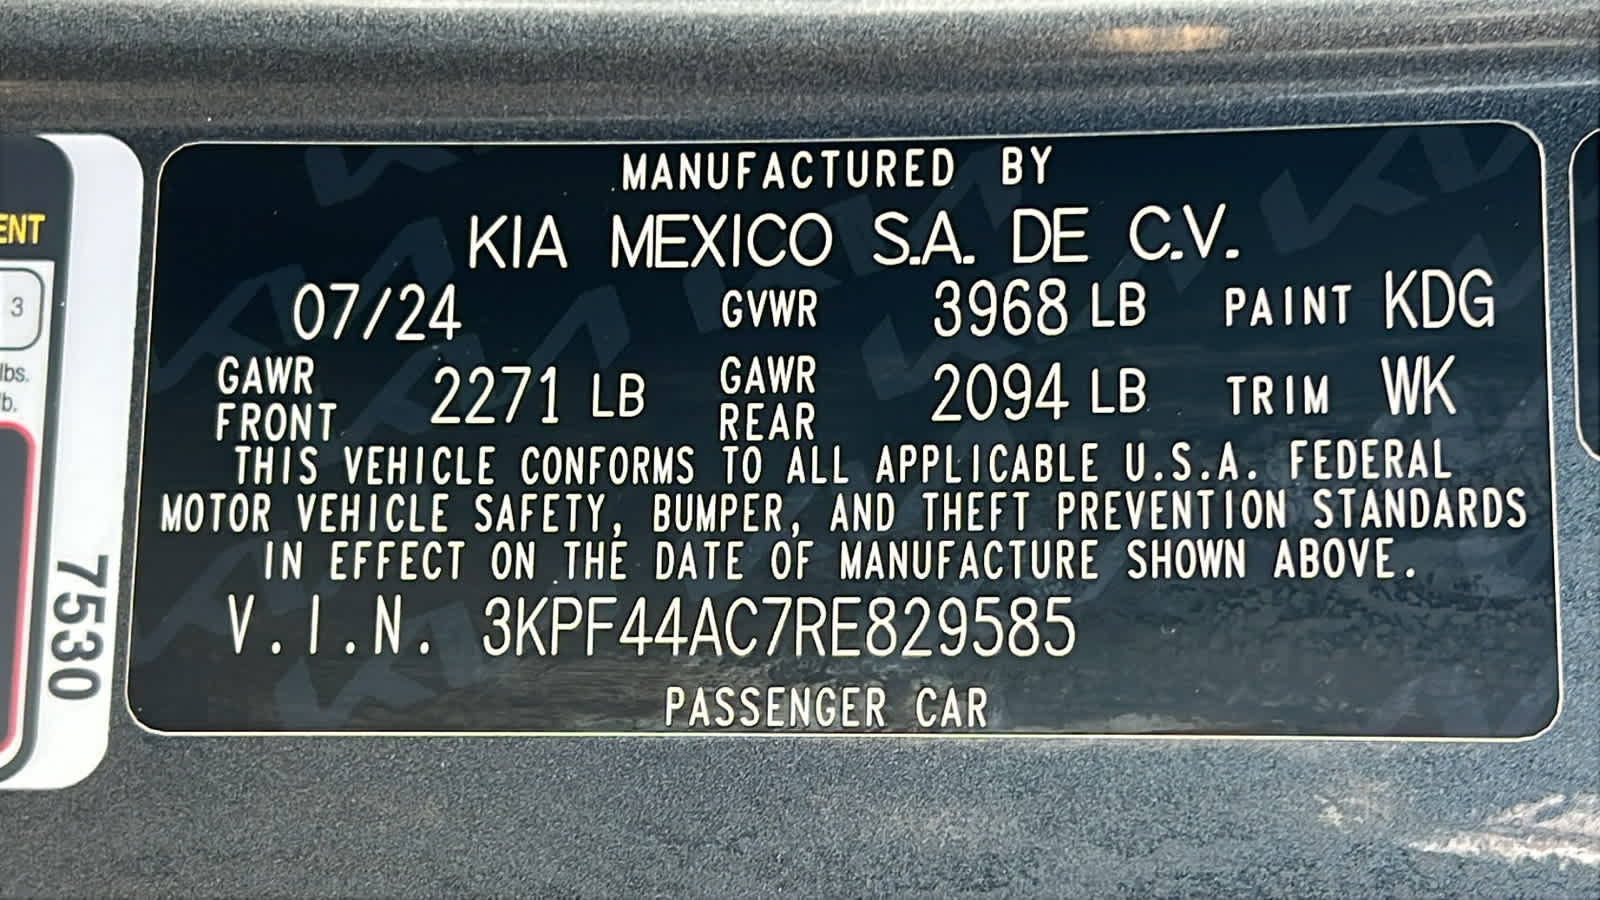 MANUFACTURED BY
KIA MEXICO S.A. DE C.V.
07/24 GVWR 3968 LB PAINT KDG
GAWR FRONT 2271 LB GAWR REAR 2094 LB TRIM WK
THIS VEHICLE CONFORMS TO ALL APPLICABLE U.S.A. FEDERAL
MOTOR VEHICLE SAFETY, BUMPER, AND THEFT PREVENTION STANDARDS
IN EFFECT ON THE DATE OF MANUFACTURE SHOWN ABOVE.
V.I.N. 3KPF44AC7RE829585
PASSENGER CAR
3
lbs.
7530